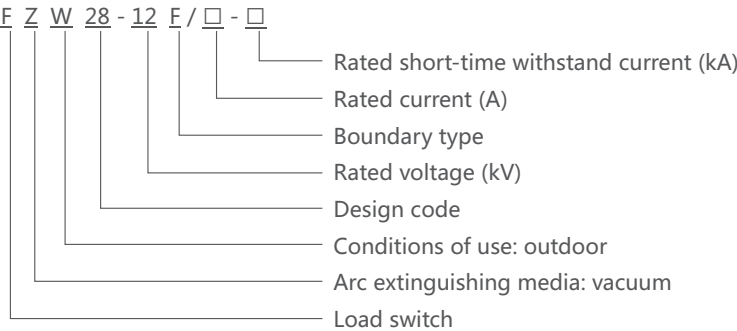 F Z W 28 - 12 F / □ - □
Rated short-time withstand current (kA)
Rated current (A)
Boundary type
Rated voltage (kV)
Design code
Conditions of use: outdoor
Arc extinguishing media: vacuum
Load switch